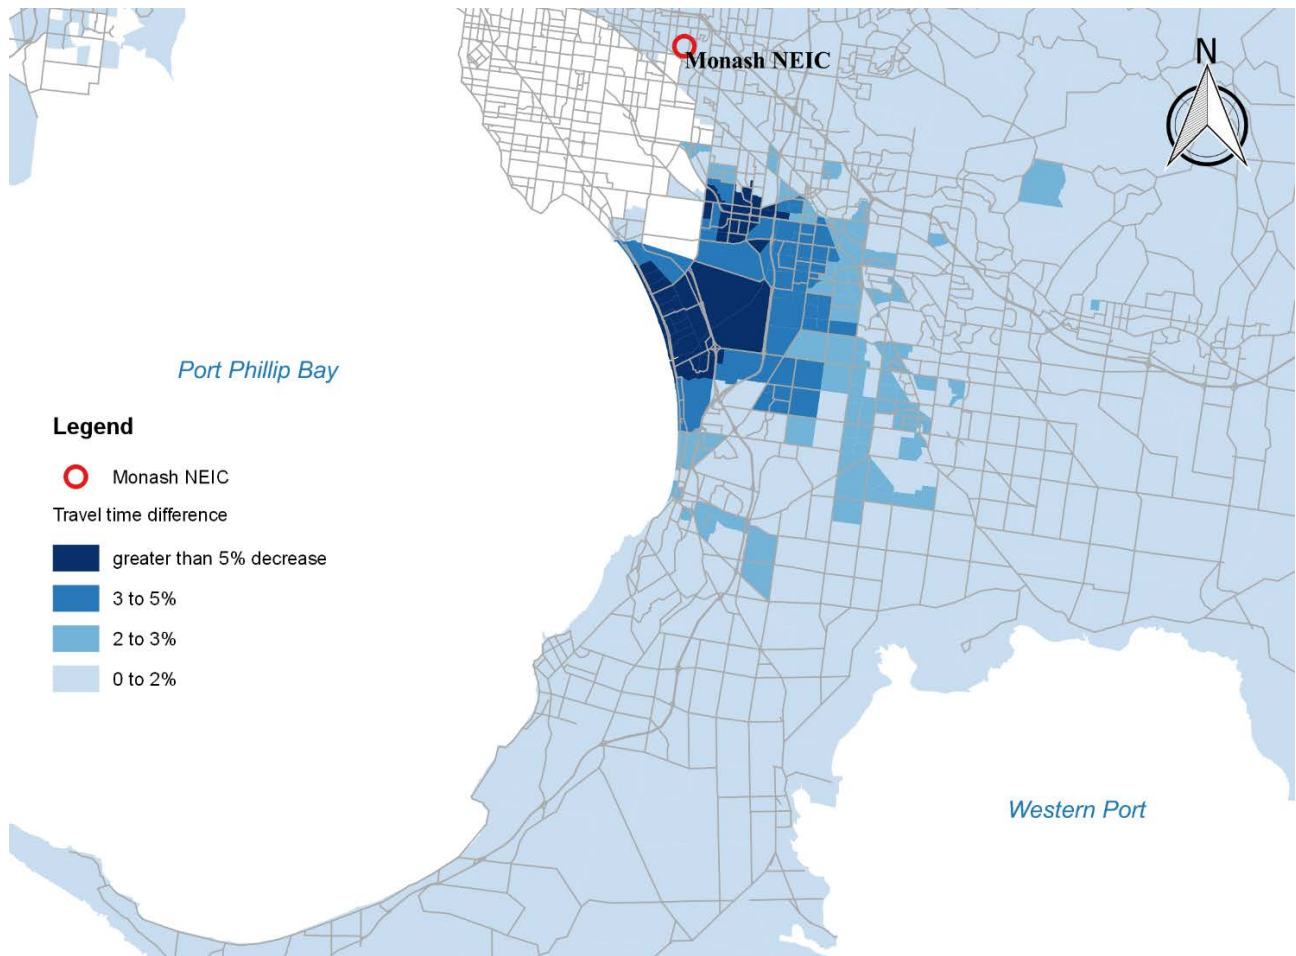 Monash NEIC
N
Port Phillip Bay
Legend
Monash NEIC
Travel time difference
greater than 5% decrease
3 to 5%
2 to 3%
0 to 2%
Western Port